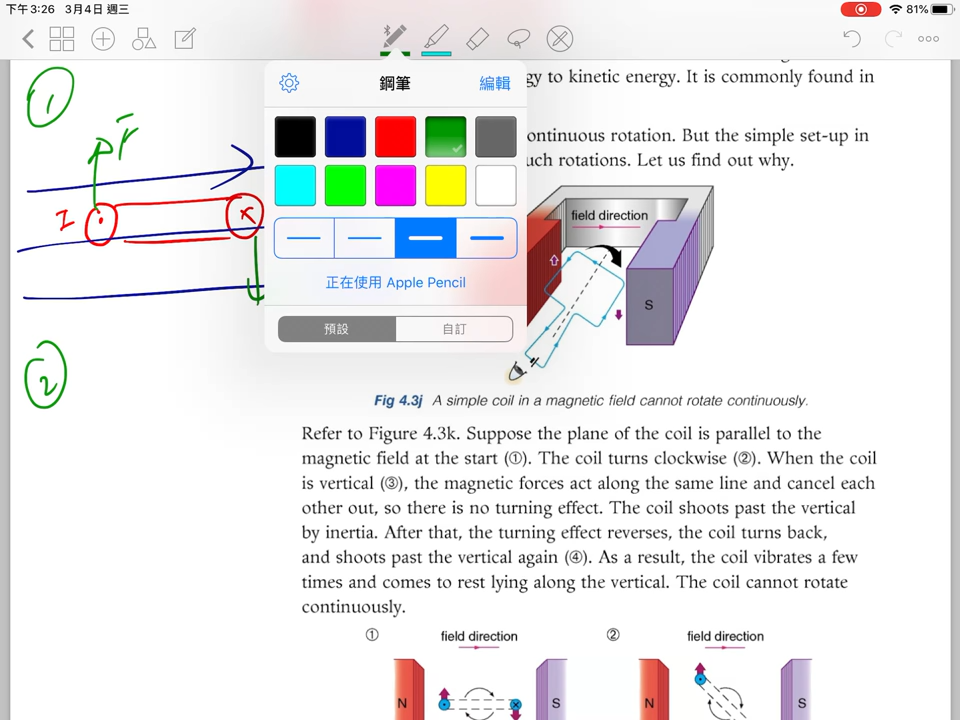 下午3:26 3月4日 週三
81%
鋼筆
編輯
正在使用 Apple Pencil
預設
自訂
①
F
I
②
gy to kinetic energy. It is commonly found in
ontinuous rotation. But the simple set-up in
uch rotations. Let us find out why.
field direction
S
Fig 4.3j A simple coil in a magnetic field cannot rotate continuously.
Refer to Figure 4.3k. Suppose the plane of the coil is parallel to the
magnetic field at the start (①). The coil turns clockwise (②). When the coil
is vertical (③), the magnetic forces act along the same line and cancel each
other out, so there is no turning effect. The coil shoots past the vertical
by inertia. After that, the turning effect reverses, the coil turns back,
and shoots past the vertical again (④). As a result, the coil vibrates a few
times and comes to rest lying along the vertical. The coil cannot rotate
continuously.
① field direction ② field direction
N S N S